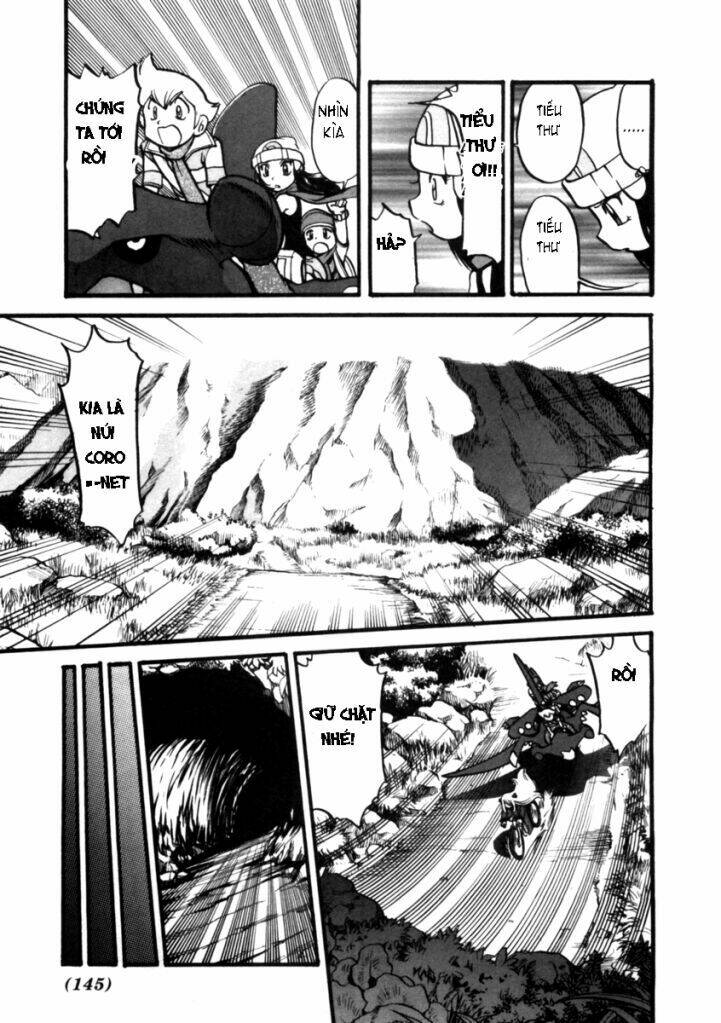 .....
TIỂU
THƯ
TIỂU
THƯ
TIỂU
THƯ
ƠI!!!
HẢ?
NHÌN
KÌA
CHÚNG
TA TỚI
RỒI
KIA LÀ
NÚI
CORO
=-NET
RỒI
GIỮ CHẶT
NHÉ!
(145)